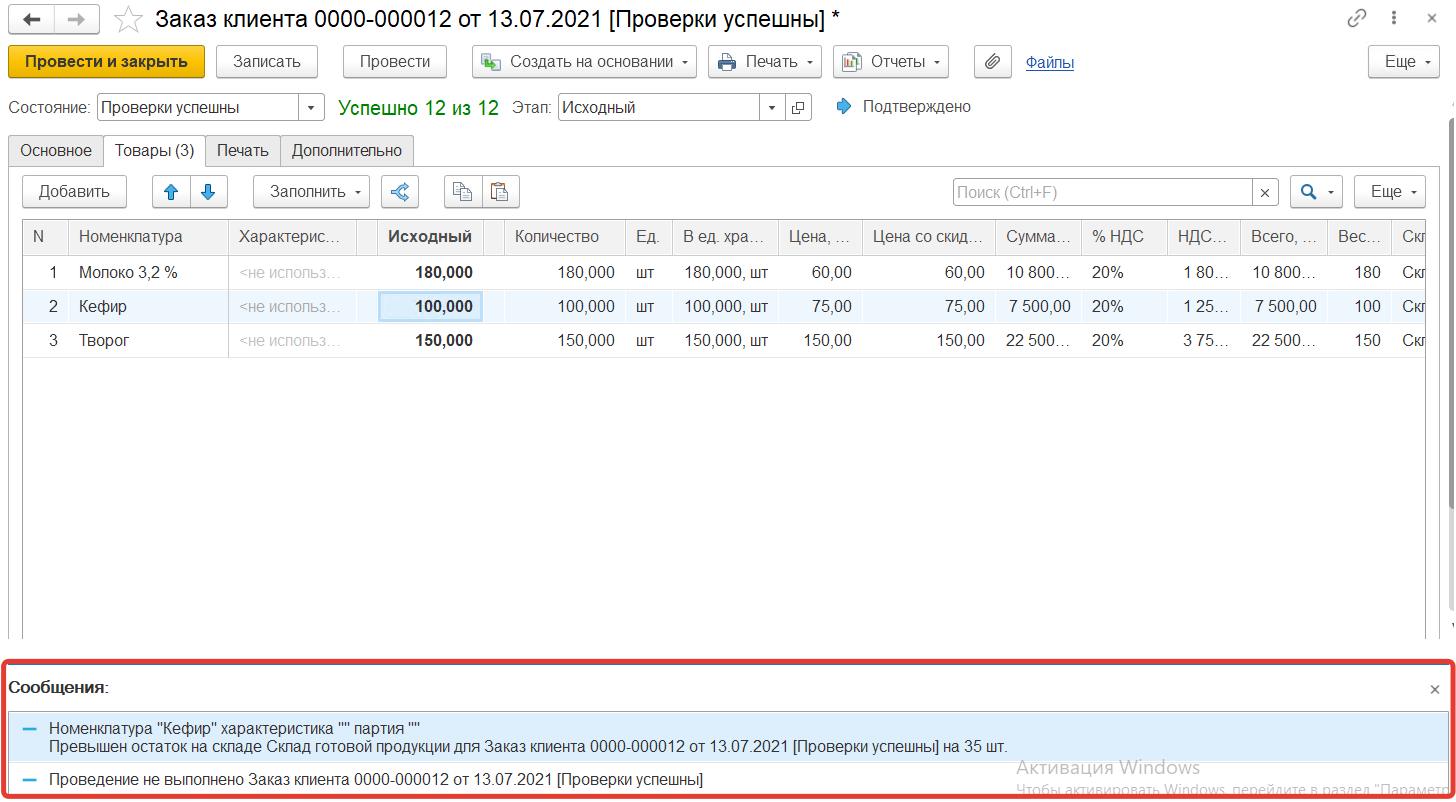 Заказ клиента 0000-000012 от 13.07.2021 [Проверки успешны] *
Провести и закрыть Записать Провести Создать на основании Печать Отчеты Файлы Еще
Состояние: Проверки успешны Успешно 12 из 12 Этап: Исходный Подтверждено
Основное Товары (3) Печать Дополнительно
Добавить Заполнить Поиск (Ctrl+F) × Еще
N Номенклатура Характерис... Исходный Количество Ед. В ед. хра... Цена, ... Цена со скид... Сумма... % НДС НДС... Всего, ... Вес... Скл
1 Молоко 3,2 % <не использ... 180,000 180,000 шт 180,000, шт 60,00 60,00 10 800... 20% 1 80... 10 800... 180 Скл
2 Кефир <не использ... 100,000 100,000 шт 100,000, шт 75,00 75,00 7 500,00 20% 1 25... 7 500,00 100 Скл
3 Творог <не использ... 150,000 150,000 шт 150,000, шт 150,00 150,00 22 500... 20% 3 75... 22 500... 150 Скл
Сообщения:
Номенклатура "Кефир" характеристика "" партия ""
Превышен остаток на складе Склад готовой продукции для Заказ клиента 0000-000012 от 13.07.2021 [Проверки успешны] на 35 шт.
Активация Windows
Проведение не выполнено Заказ клиента 0000-000012 от 13.07.2021 [Проверки успешны]
Чтобы активировать Windows, перейдите в раздел "Параметр